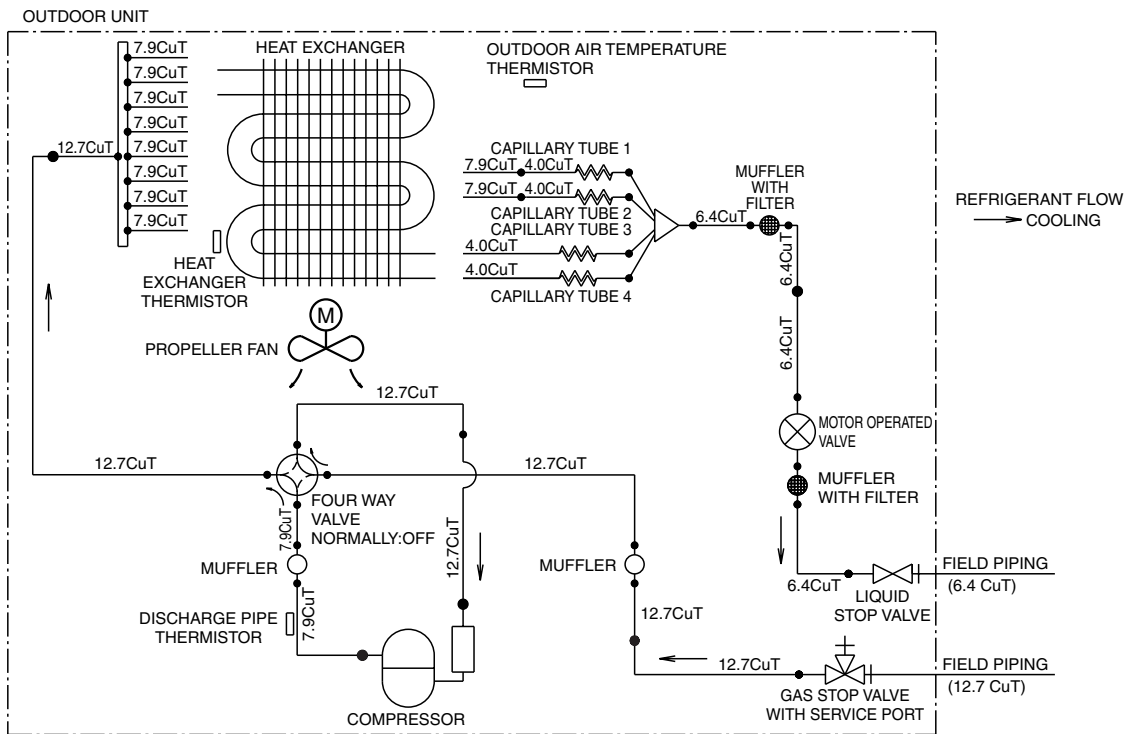 OUTDOOR UNIT
7.9CuT
7.9CuT
7.9CuT
7.9CuT
7.9CuT
7.9CuT
7.9CuT
7.9CuT
12.7CuT
HEAT EXCHANGER
HEAT
EXCHANGER
THERMISTOR
OUTDOOR AIR TEMPERATURE
THERMISTOR
CAPILLARY TUBE 1
7.9CuT 4.0CuT
7.9CuT 4.0CuT
CAPILLARY TUBE 2
CAPILLARY TUBE 3
4.0CuT
4.0CuT
CAPILLARY TUBE 4
6.4CuT
MUFFLER
WITH
FILTER
6.4CuT
6.4CuT
REFRIGERANT FLOW
COOLING
M
PROPELLER FAN
12.7CuT
12.7CuT
12.7CuT
FOUR WAY
VALVE
NORMALLY:OFF
7.9CuT
12.7CuT
MUFFLER
DISCHARGE PIPE
THERMISTOR
7.9CuT
COMPRESSOR
MUFFLER
12.7CuT
12.7CuT
MOTOR OPERATED
VALVE
MUFFLER
WITH FILTER
6.4CuT
LIQUID
STOP VALVE
FIELD PIPING
(6.4 CuT)
GAS STOP VALVE
WITH SERVICE PORT
FIELD PIPING
(12.7 CuT)